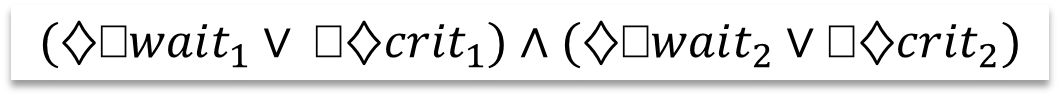 (◇□wait₁ ∨ □◇crit₁) ∧ (◇□wait₂ ∨ □◇crit₂)